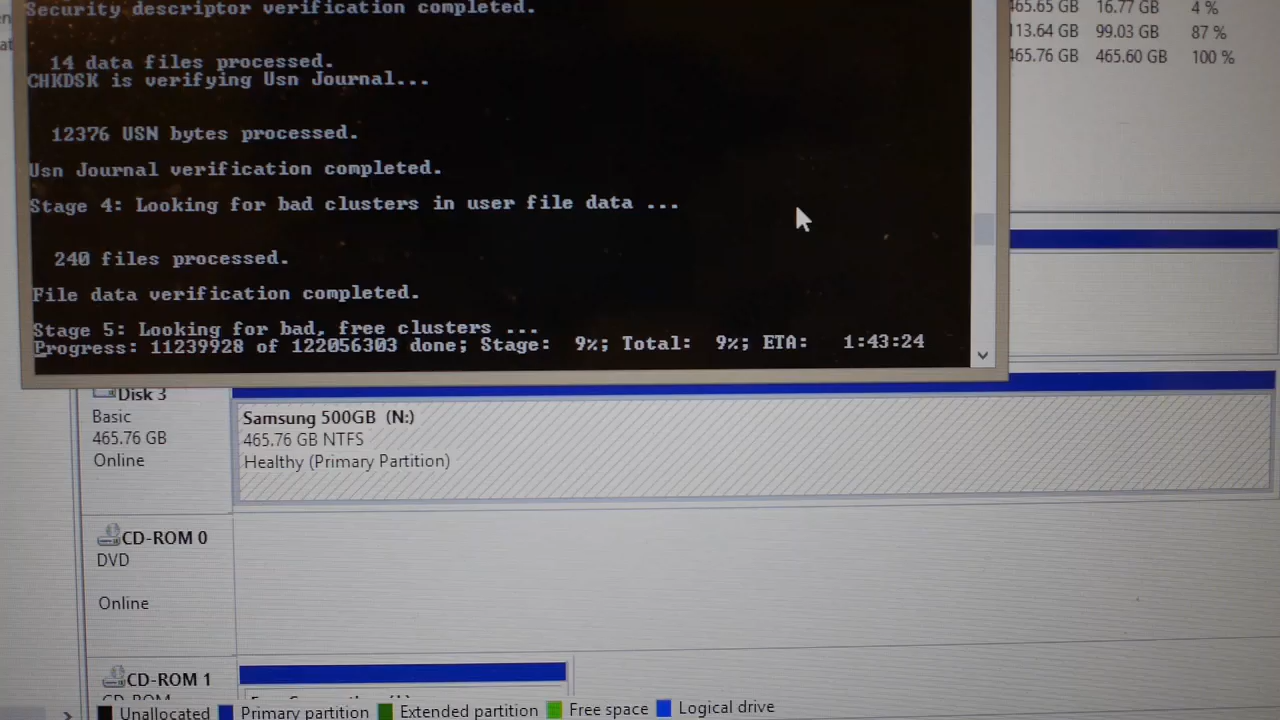 Security descriptor verification completed.
14 data files processed.
CHKDSK is verifying Usn Journal...
12376 USN bytes processed.
Usn Journal verification completed.
Stage 4: Looking for bad clusters in user file data ...
240 files processed.
File data verification completed.
Stage 5: Looking for bad, free clusters ...
Progress: 11239928 of 122056303 done; Stage: 9%; Total: 9%; ETA: 1:43:24
465.65 GB 16.77 GB 4 %
113.64 GB 99.03 GB 87 %
465.76 GB 465.60 GB 100 %
Disk 3
Basic
465.76 GB
Online
Samsung 500GB (N:)
465.76 GB NTFS
Healthy (Primary Partition)
CD-ROM 0
DVD
Online
CD-ROM 1
CD-ROM
Unallocated Primary partition Extended partition Free space Logical drive